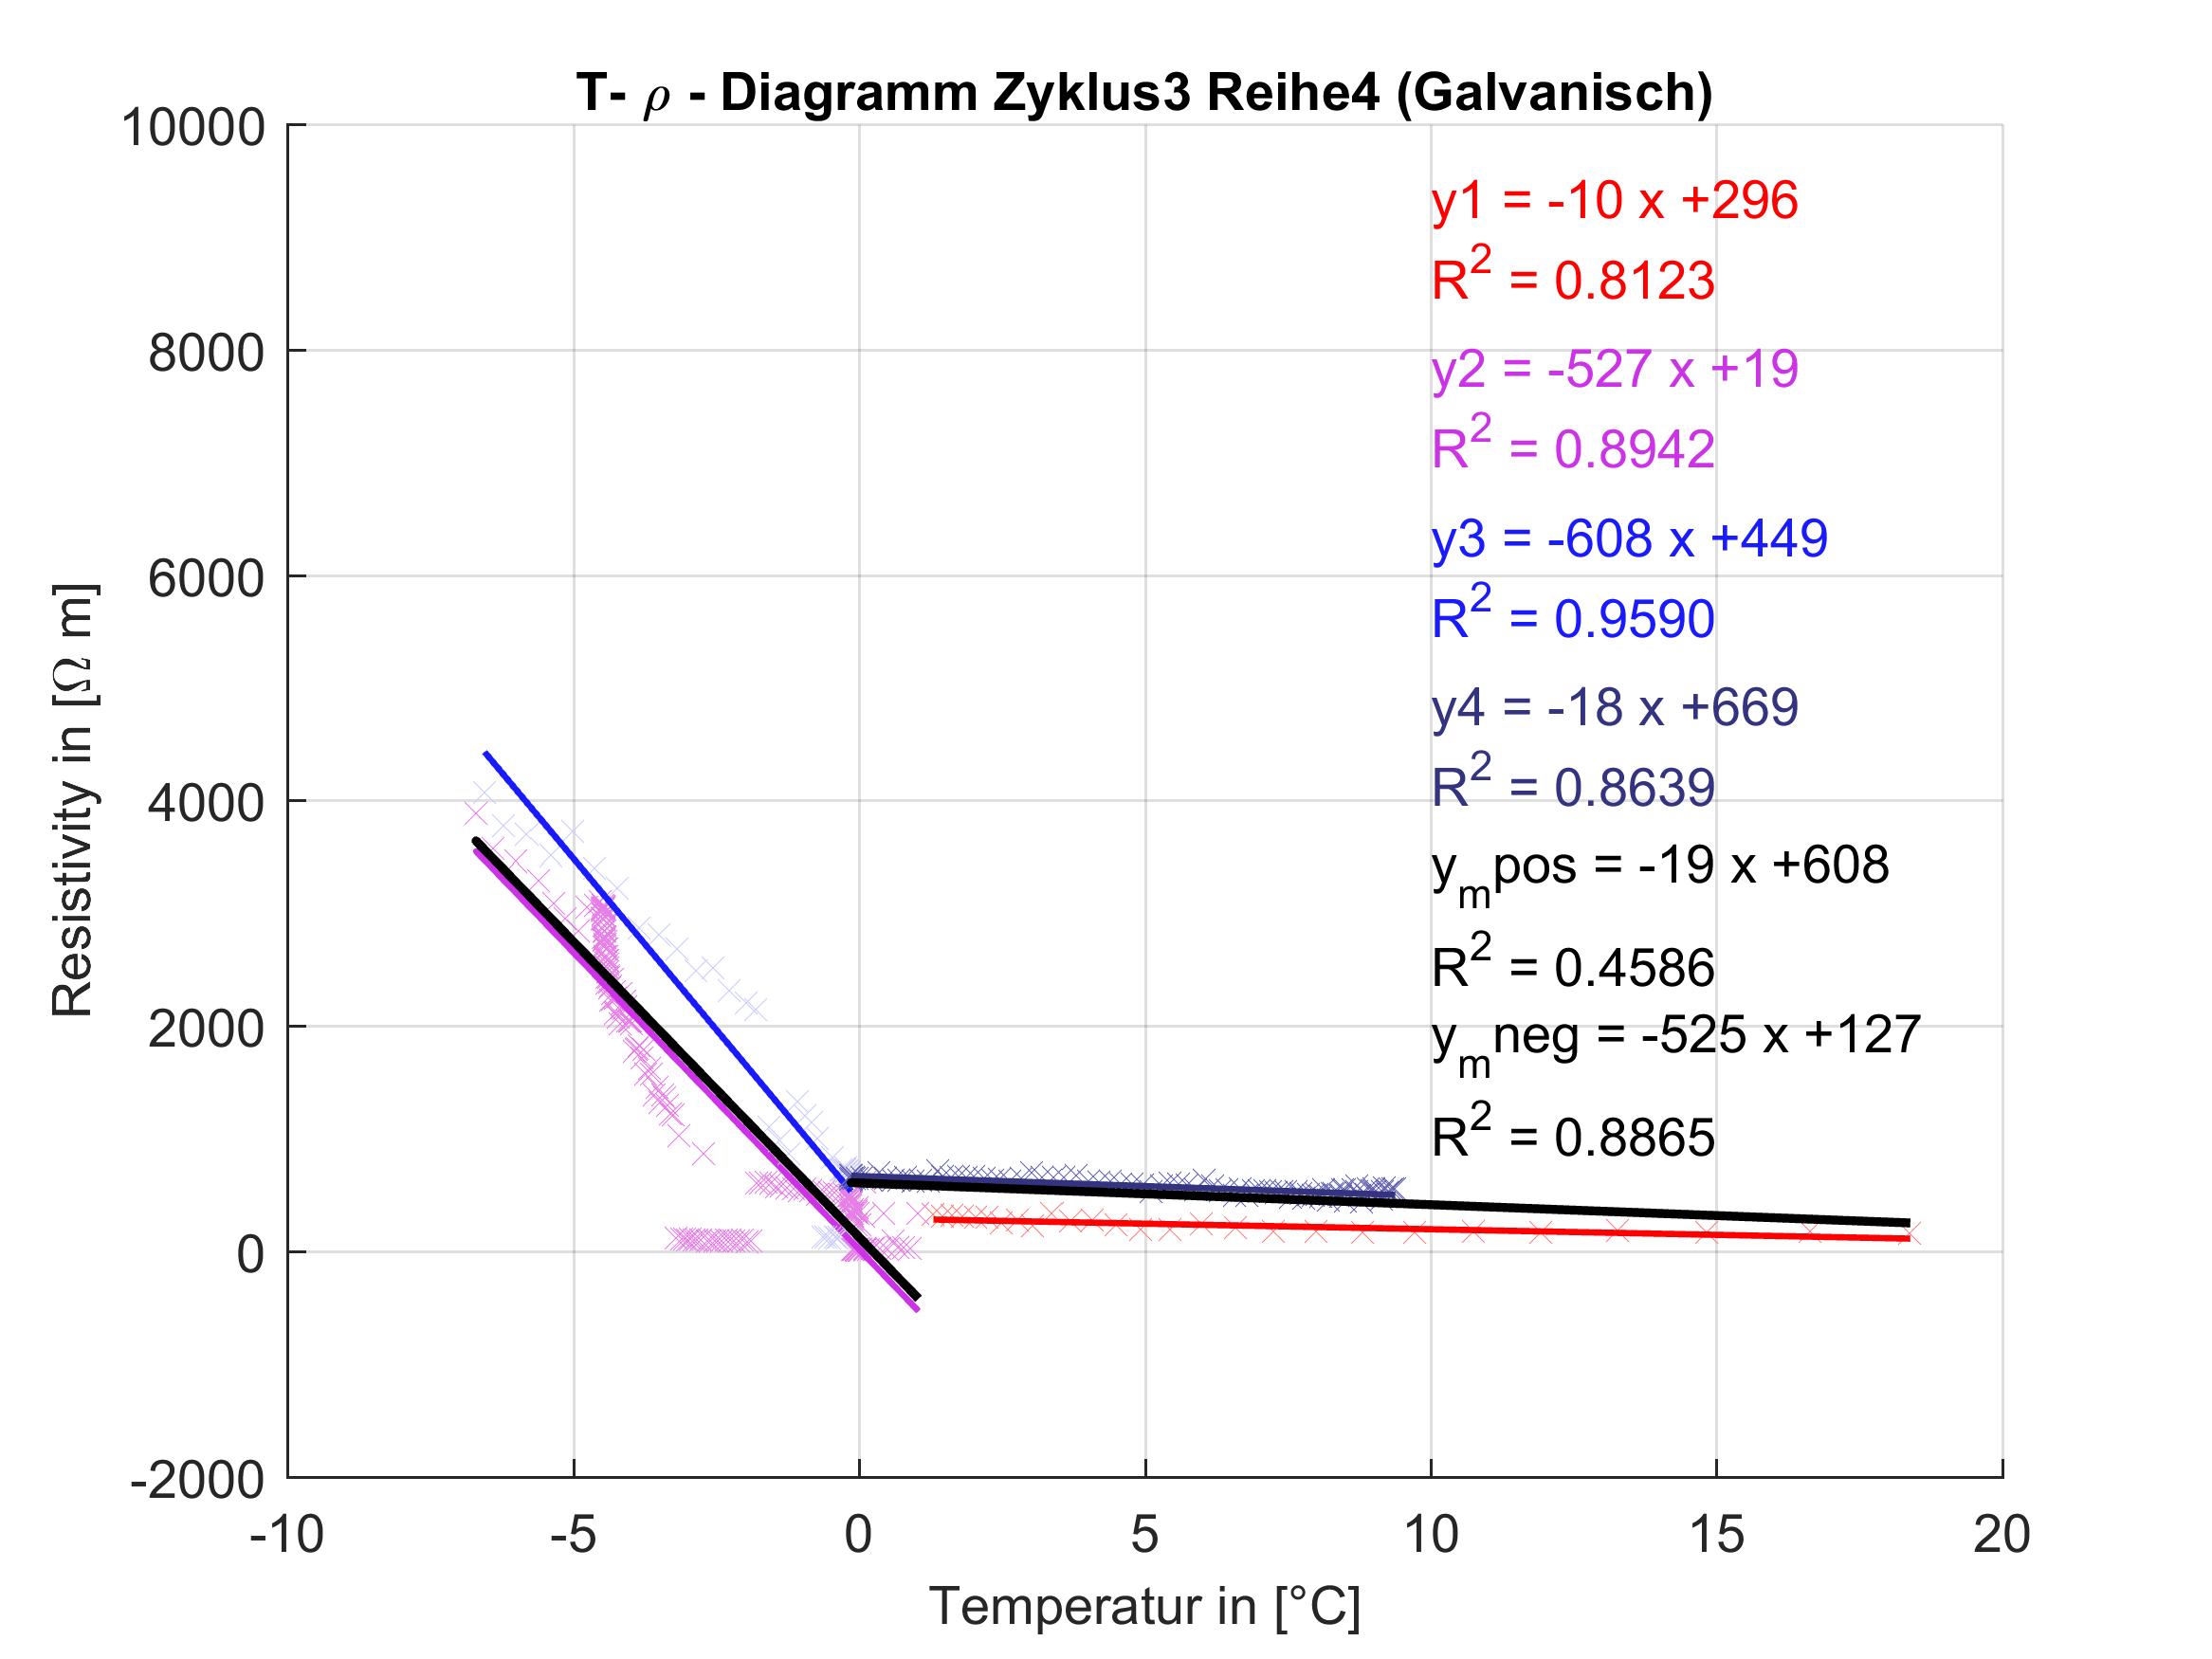 T- ρ - Diagramm Zyklus3 Reihe4 (Galvanisch)
10000
8000
6000
4000
2000
0
-2000
Resistivity in [Ω m]
y1 = -10 x +296
R² = 0.8123
y2 = -527 x +19
R² = 0.8942
y3 = -608 x +449
R² = 0.9590
y4 = -18 x +669
R² = 0.8639
yₘpos = -19 x +608
R² = 0.4586
yₘneg = -525 x +127
R² = 0.8865
-10 -5 0 5 10 15 20
Temperatur in [°C]